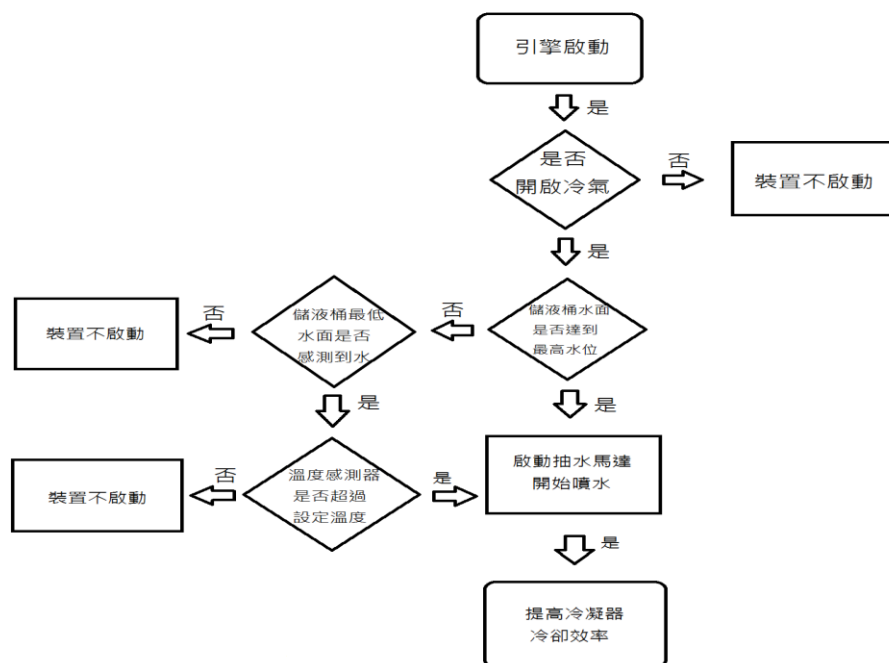 引擎啟動
是
是否
開啟冷氣
否
裝置不啟動
是
儲液桶水面
是否達到
最高水位
否
儲液桶最低
水面是否
感測到水
否
裝置不啟動
是
是
溫度感測器
是否超過
設定溫度
否
裝置不啟動
是
啟動抽水馬達
開始噴水
是
提高冷凝器
冷卻效率